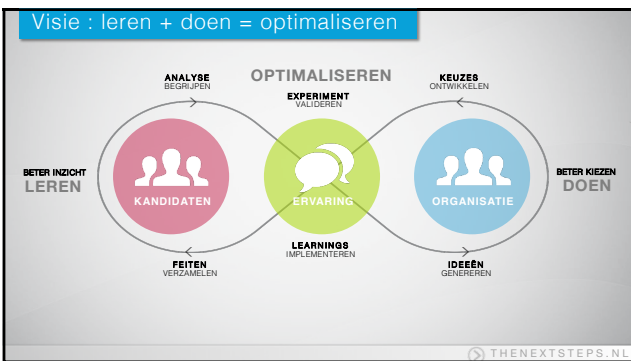 Visie : leren + doen = optimaliseren
OPTIMALISEREN
ANALYSE
BEGRIJPEN
EXPERIMENT
VALIDEREN
KEUZES
ONTWIKKELEN
BETER INZICHT
LEREN
KANDIDATEN
ERVARING
ORGANISATIE
BETER KIEZEN
DOEN
FEITEN
VERZAMELEN
LEARNINGS
IMPLEMENTEREN
IDEEËN
GENEREREN
THENEXTSTEPS.NL